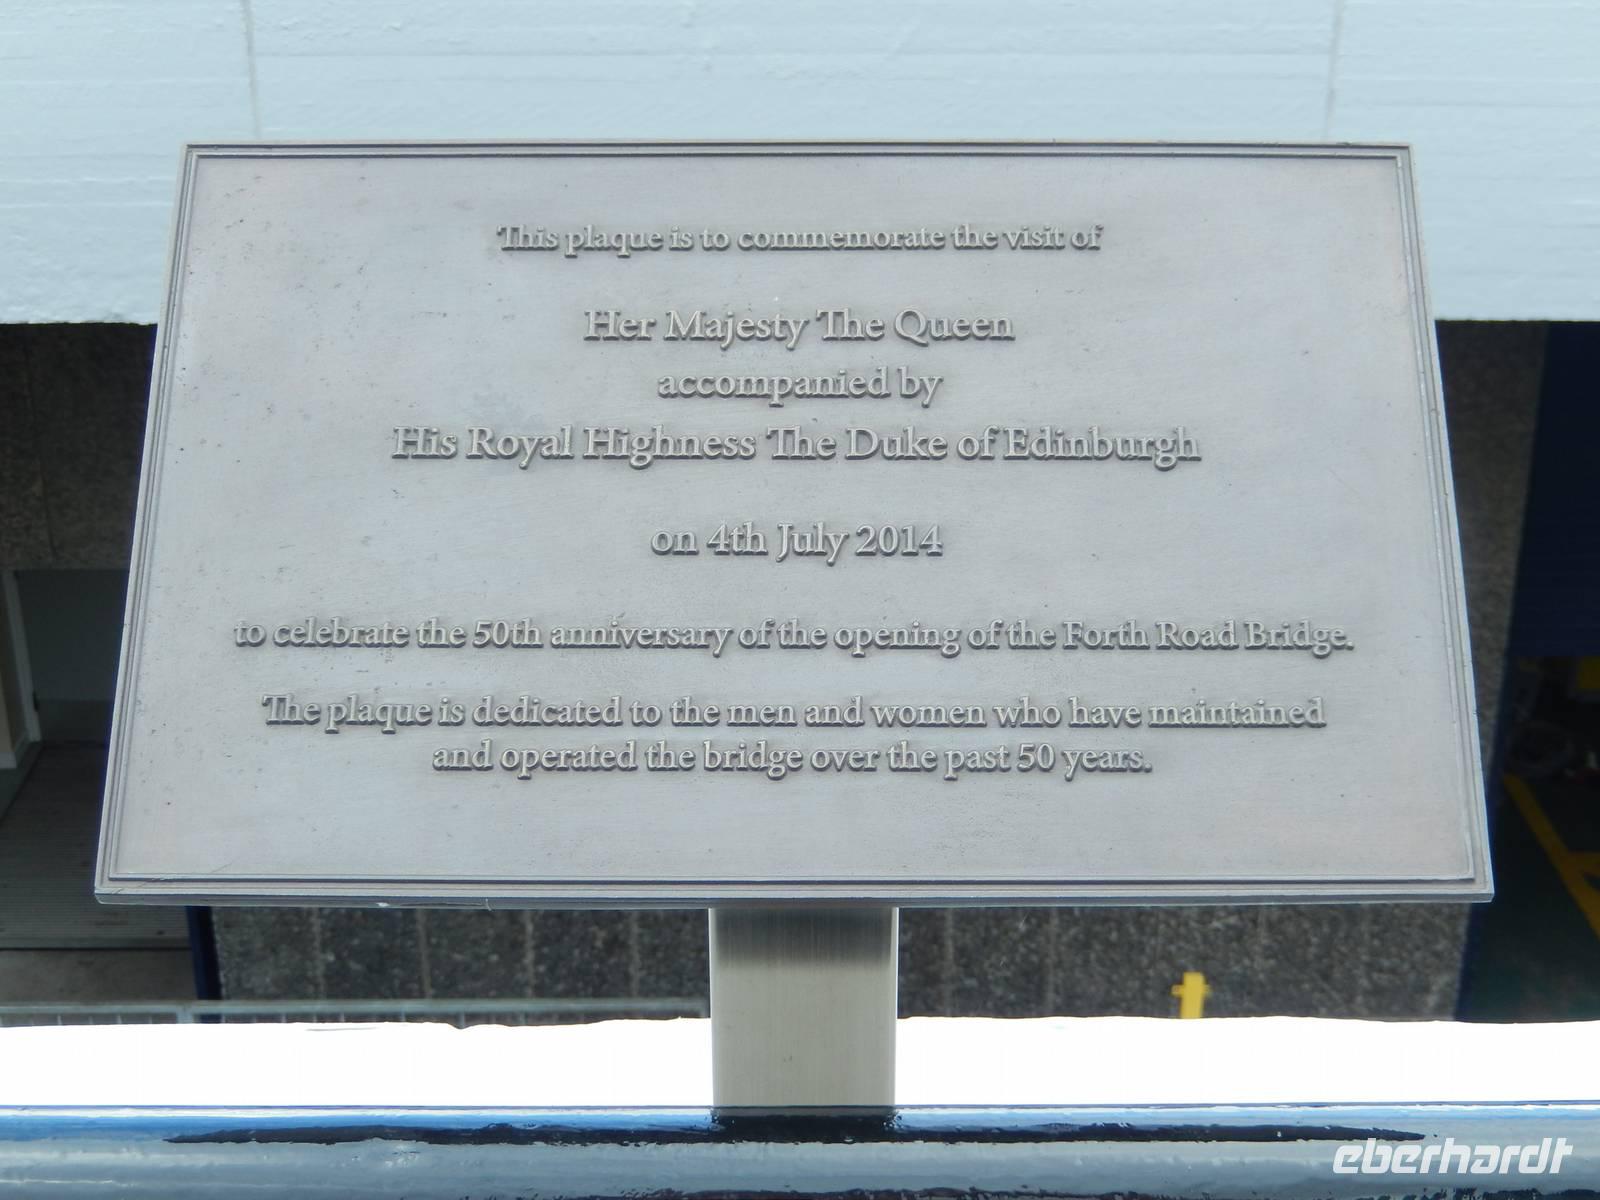 This plaque is to commemorate the visit of
Her Majesty The Queen
accompanied by
His Royal Highness The Duke of Edinburgh
on 4th July 2014
to celebrate the 50th anniversary of the opening of the Forth Road Bridge.
The plaque is dedicated to the men and women who have maintained
and operated the bridge over the past 50 years.
eberhardt